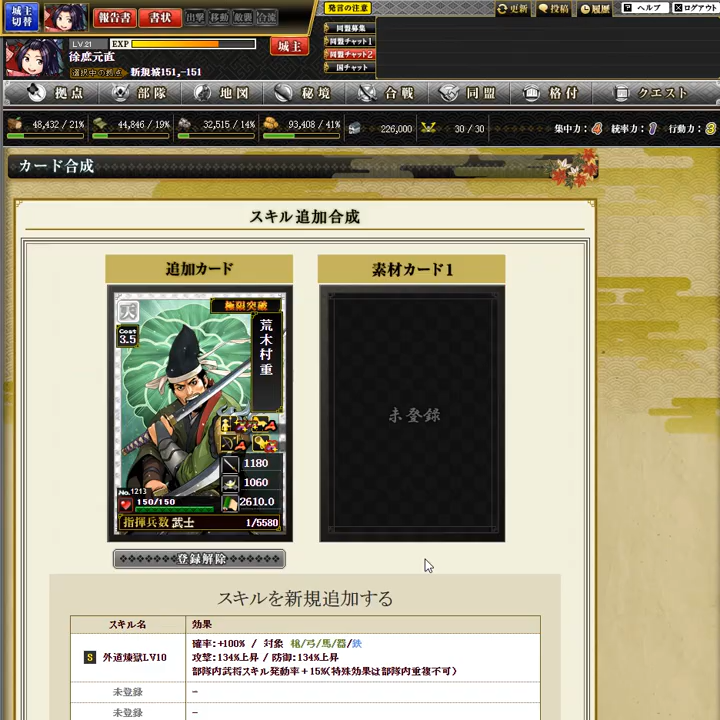 城主
切替
報告書
書状
出撃
移動
敵襲
合流
発言の注意
更新
投稿
履歴
ヘルプ
ログアウト
LV.21
EXP
徐庶元直
選択中の拠点
新規城151,-151
城主
同盟募集
同盟チャット1
同盟チャット2
国チャット
拠点
部隊
地図
秘境
合戦
同盟
格付
クエスト
48,432 / 21%
44,846 / 19%
32,515 / 14%
93,408 / 41%
226,000
30 / 30
集中力:4
統率力:1
行動力:3
カード合成
スキル追加合成
追加カード
素材カード1
天
極限突破
Cost
3.5
荒木村重
1180
1060
2610.0
No.1213
150/150
指揮兵数 武士
1/5580
未登録
登録解除
スキルを新規追加する
スキル名
効果
S 外道煉獄LV10
確率:+100% / 対象 槍/弓/馬/器/鉄
攻撃:134%上昇 / 防御:134%上昇
部隊内武将スキル発動率+15%(特殊効果は部隊内重複不可)
未登録
-
未登録
-